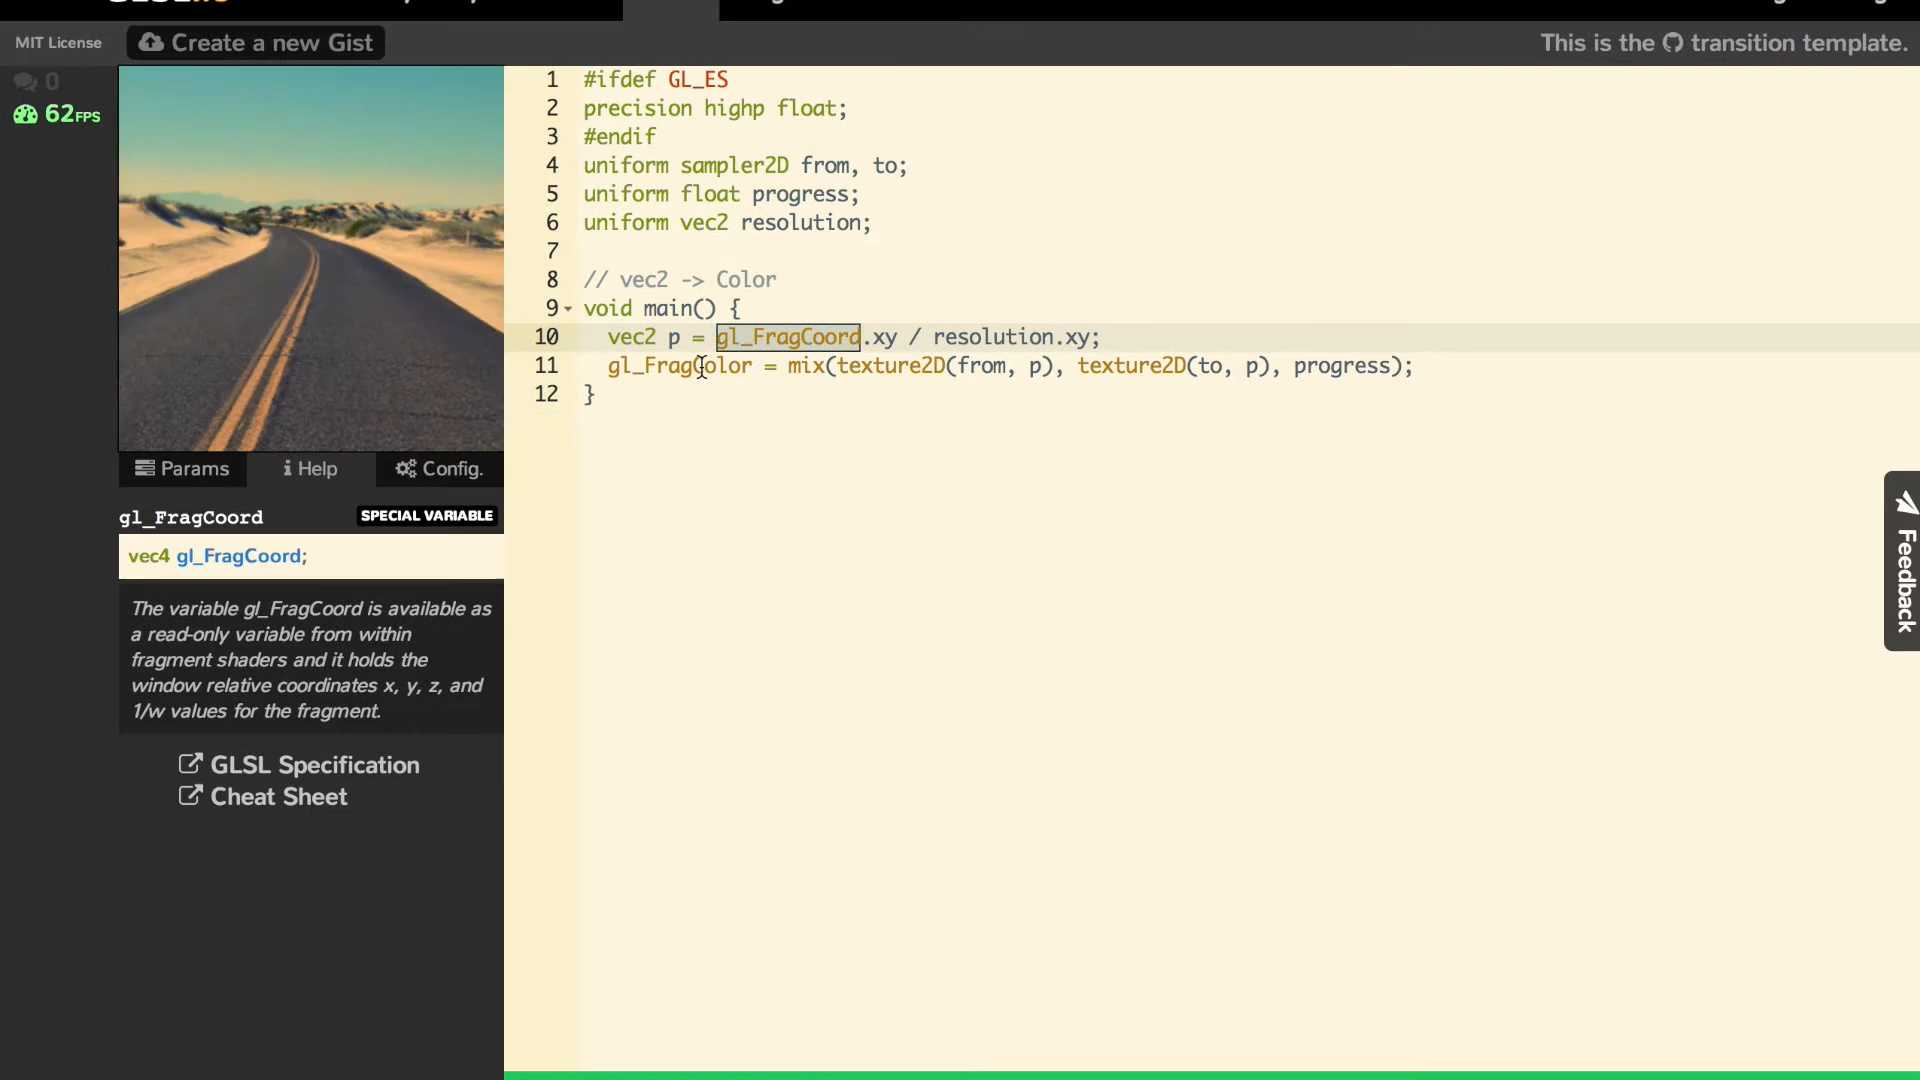 MIT License
Create a new Gist
This is the transition template.
0
62FPS
1 #ifdef GL_ES
2 precision highp float;
3 #endif
4 uniform sampler2D from, to;
5 uniform float progress;
6 uniform vec2 resolution;
7
8 // vec2 -> Color
9 void main() {
10 vec2 p = gl_FragCoord.xy / resolution.xy;
11 gl_FragColor = mix(texture2D(from, p), texture2D(to, p), progress);
12 }
Params
Help
Config.
gl_FragCoord
SPECIAL VARIABLE
vec4 gl_FragCoord;
The variable gl_FragCoord is available as
a read-only variable from within
fragment shaders and it holds the
window relative coordinates x, y, z, and
1/w values for the fragment.
GLSL Specification
Cheat Sheet
Feedback